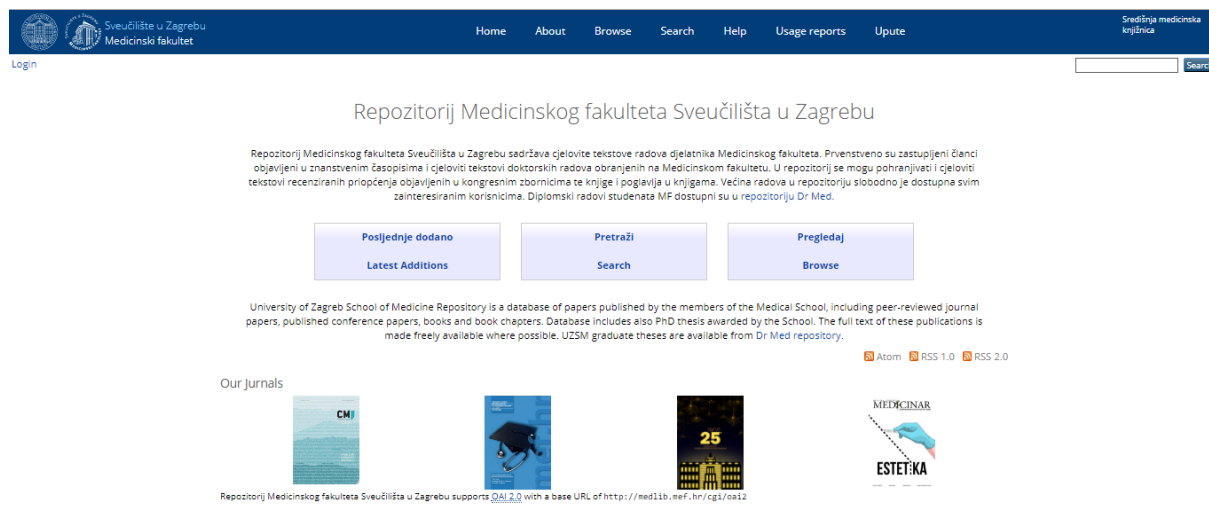 Sveučilište u Zagrebu
Medicinski fakultet
Home About Browse Search Help Usage reports Upute
Središnja medicinska
knjižnica
Login
Searc
Repozitorij Medicinskog fakulteta Sveučilišta u Zagrebu
Repozitorij Medicinskog fakulteta Sveučilišta u Zagrebu sadržava cjelovite tekstove radova djelatnika Medicinskog fakulteta. Prvenstveno su zastupljeni članci
objavljeni u znanstvenim časopisima i cjeloviti tekstovi doktorskih radova obranjenih na Medicinskom fakultetu. U repozitorij se mogu pohranjivati i cjeloviti
tekstovi recenziranih priopćenja objavljenih u kongresnim zbornicima te knjige i poglavlja u knjigama. Većina radova u repozitoriju slobodno je dostupna svim
zainteresiranim korisnicima. Diplomski radovi studenata MF dostupni su u repozitoriju Dr Med.
Posljednje dodano
Latest Additions
Pretraži
Search
Pregledaj
Browse
University of Zagreb School of Medicine Repository is a database of papers published by the members of the Medical School, including peer-reviewed journal
papers, published conference papers, books and book chapters. Database includes also PhD thesis awarded by the School. The full text of these publications is
made freely available where possible. UZSM graduate theses are available from Dr Med repository.
Atom RSS 1.0 RSS 2.0
Our Jurnals
CMJ
25
MEDICINAR
ESTETIKA
Repozitorij Medicinskog fakulteta Sveučilišta u Zagrebu supports OAI 2.0 with a base URL of http://medlib.mef.hr/cgi/oai2